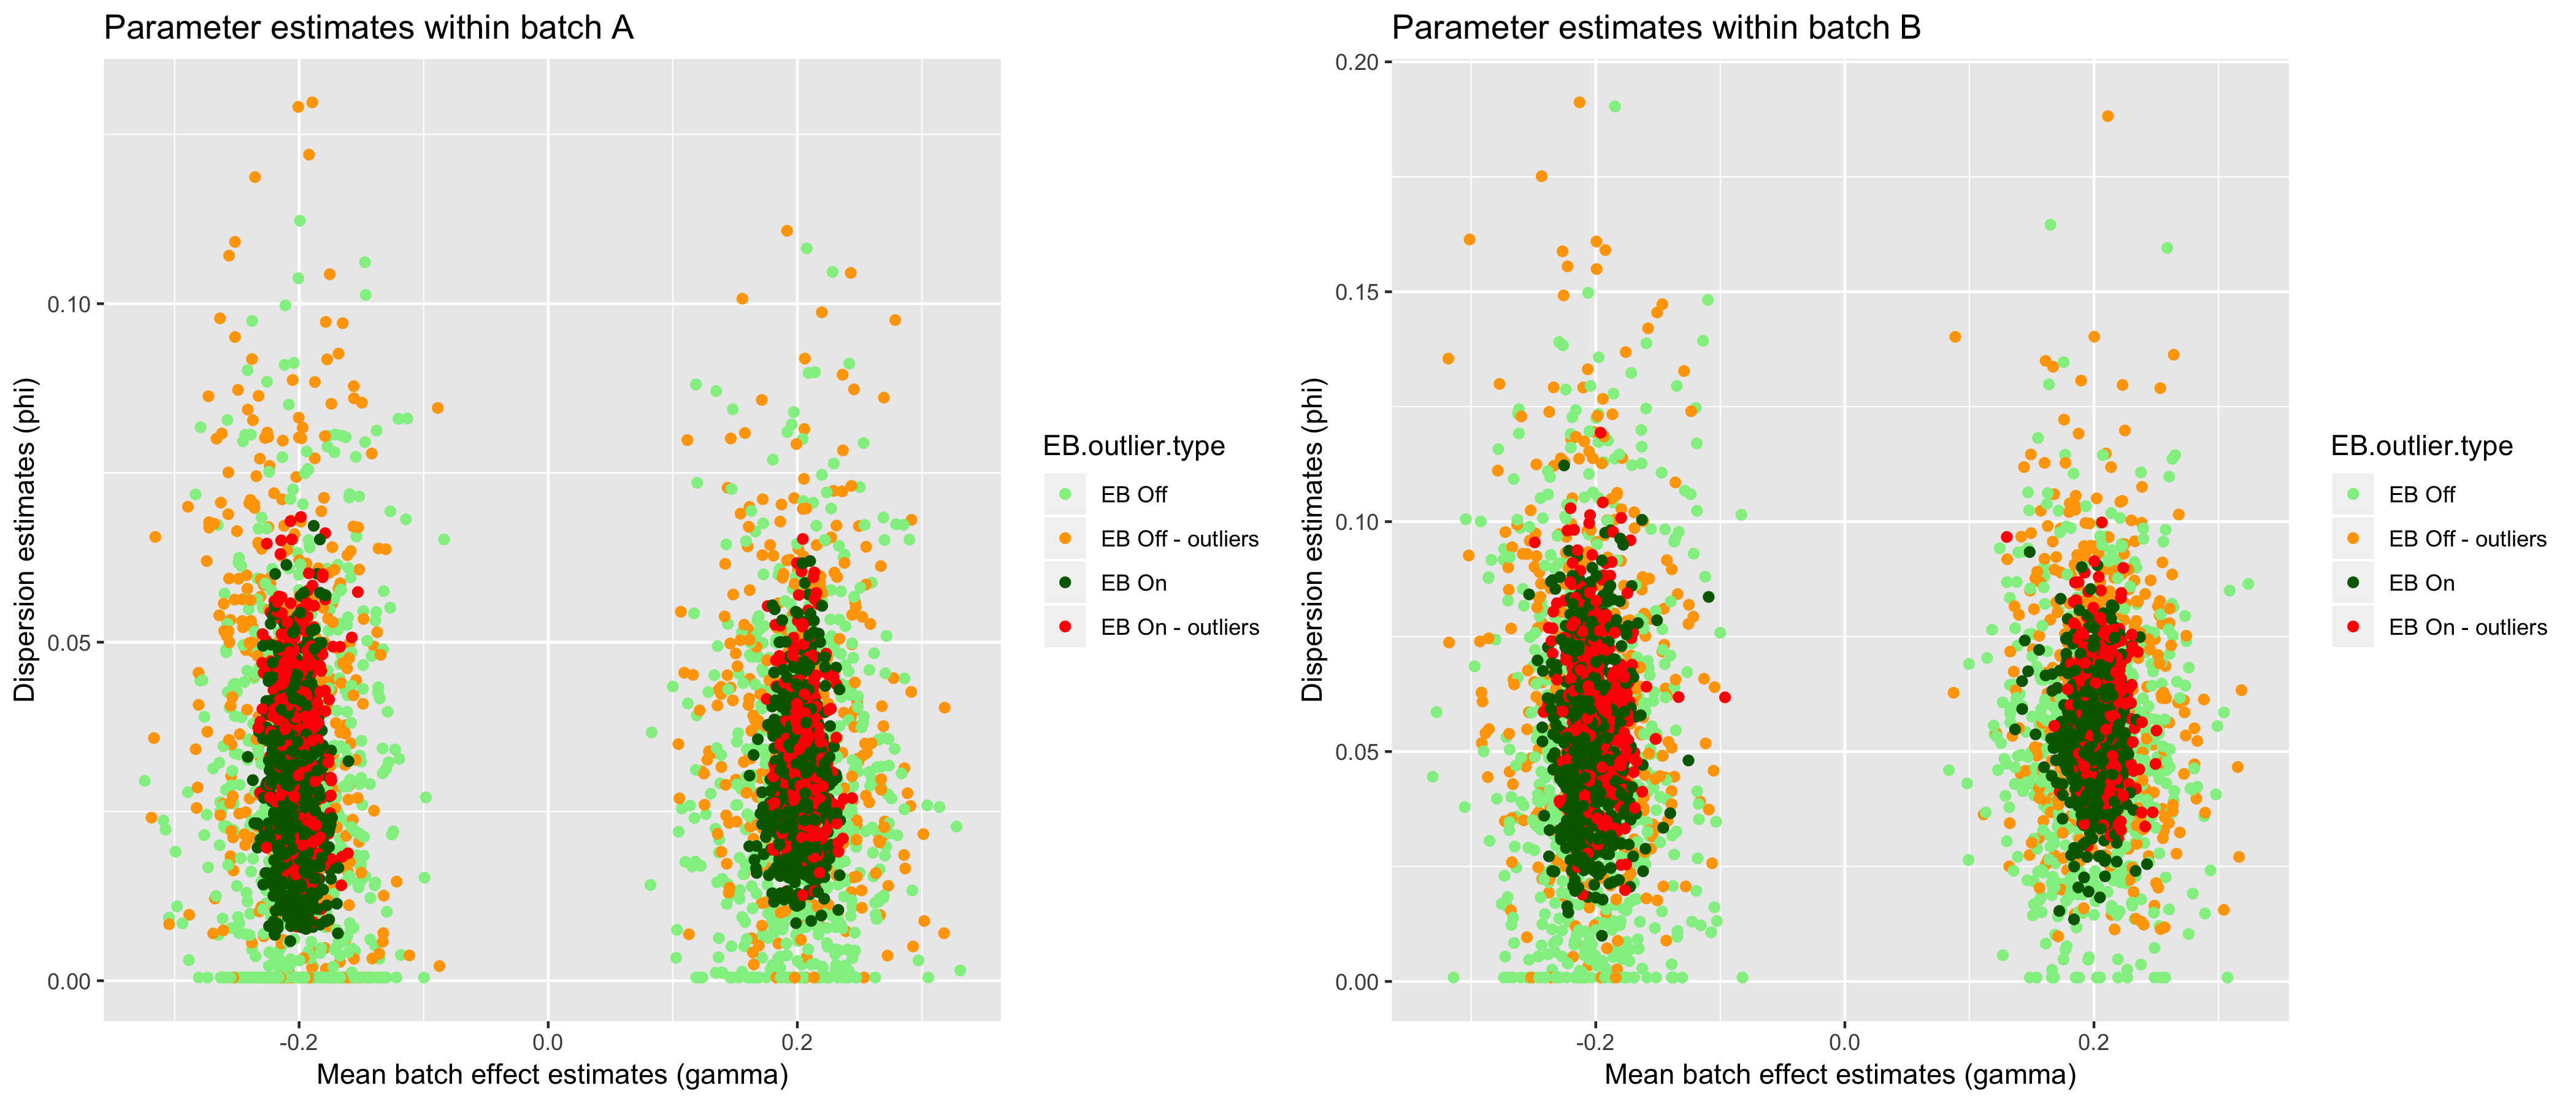 Parameter estimates within batch A
Dispersion estimates (phi)
0.10
0.05
0.00
-0.2
0.0
0.2
Mean batch effect estimates (gamma)
EB.outlier.type
EB Off
EB Off - outliers
EB On
EB On - outliers
Parameter estimates within batch B
Dispersion estimates (phi)
0.20
0.15
0.10
0.05
0.00
-0.2
0.0
0.2
Mean batch effect estimates (gamma)
EB.outlier.type
EB Off
EB Off - outliers
EB On
EB On - outliers